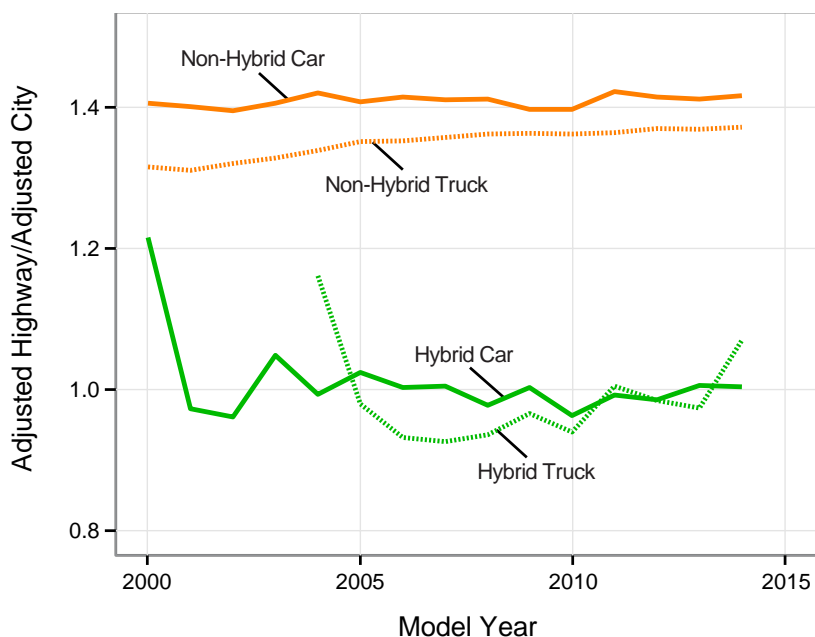 Non-Hybrid Car
1.4
Non-Hybrid Truck
1.2
Hybrid Car
1.0
Hybrid Truck
0.8
2000 2005 2010 2015
Model Year
Adjusted Highway/Adjusted City